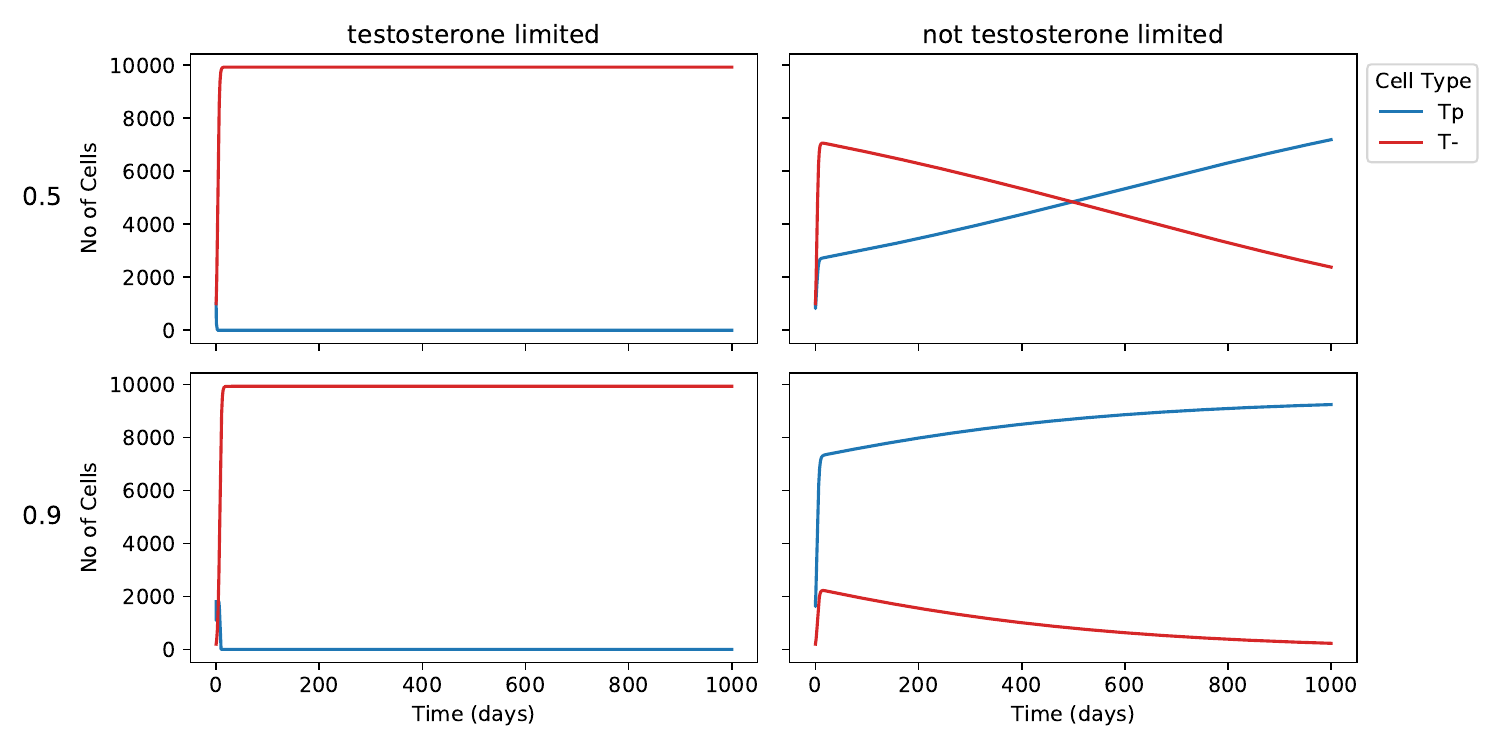 testosterone limited
not testosterone limited
10000
8000
6000
4000
2000
0
0.5
No of Cells
Cell Type
Tp
T-
10000
8000
6000
4000
2000
0
0.9
No of Cells
0 200 400 600 800 1000
Time (days)
0 200 400 600 800 1000
Time (days)